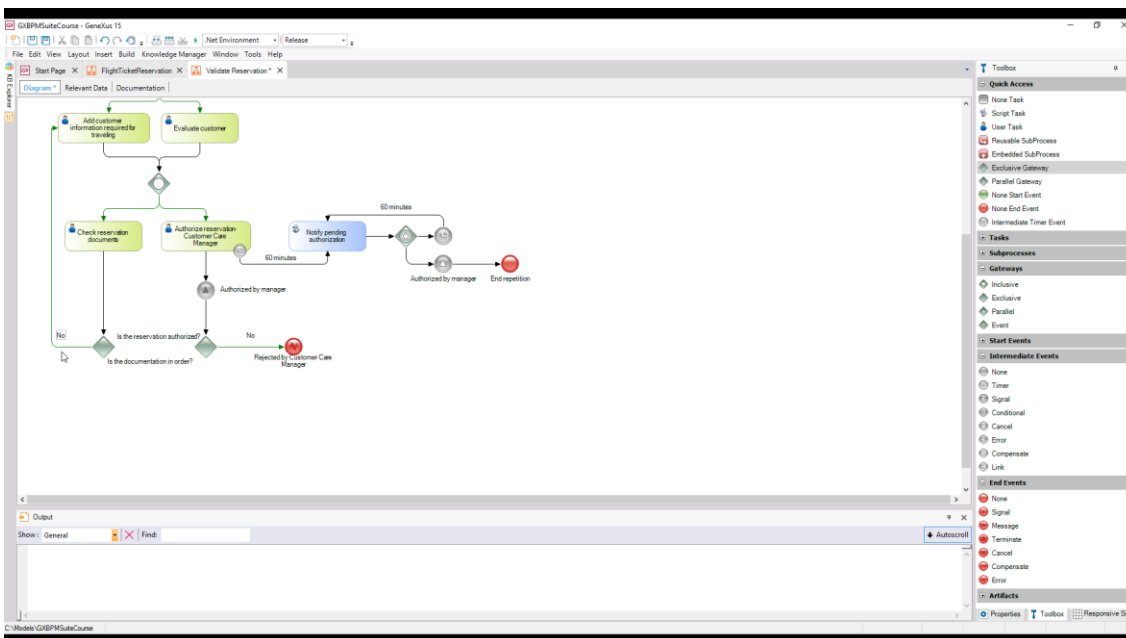 GXBPMSuiteCourse - GeneXus 15
.Net Environment
Release
File Edit View Layout Insert Build Knowledge Manager Window Tools Help
Start Page
FlightTicketReservation
Validate Reservation *
Diagram *
Relevant Data
Documentation
KB Explorer
Add customer
information required for
traveling
Evaluate customer
Check reservation
documents
Authorize reservation-
Customer Care
Manager
60 minutes
Notify pending
authorization
60 minutes
Authorized by manager
End repetition
Authorized by manager
No
Is the reservation authorized?
No
Is the documentation in order?
Rejected by Customer Care
Manager
Output
Show: General
Find:
Autoscroll
C:\Models\GXBPMSuiteCourse
Toolbox
Quick Access
None Task
Script Task
User Task
Reusable SubProcess
Embedded SubProcess
Exclusive Gateway
Parallel Gateway
None Start Event
None End Event
Intermediate Timer Event
Tasks
Subprocesses
Gateways
Inclusive
Exclusive
Parallel
Event
Start Events
Intermediate Events
None
Timer
Signal
Conditional
Cancel
Error
Compensate
Link
End Events
None
Signal
Message
Terminate
Cancel
Compensate
Error
Artifacts
Properties
Toolbox
Responsive S